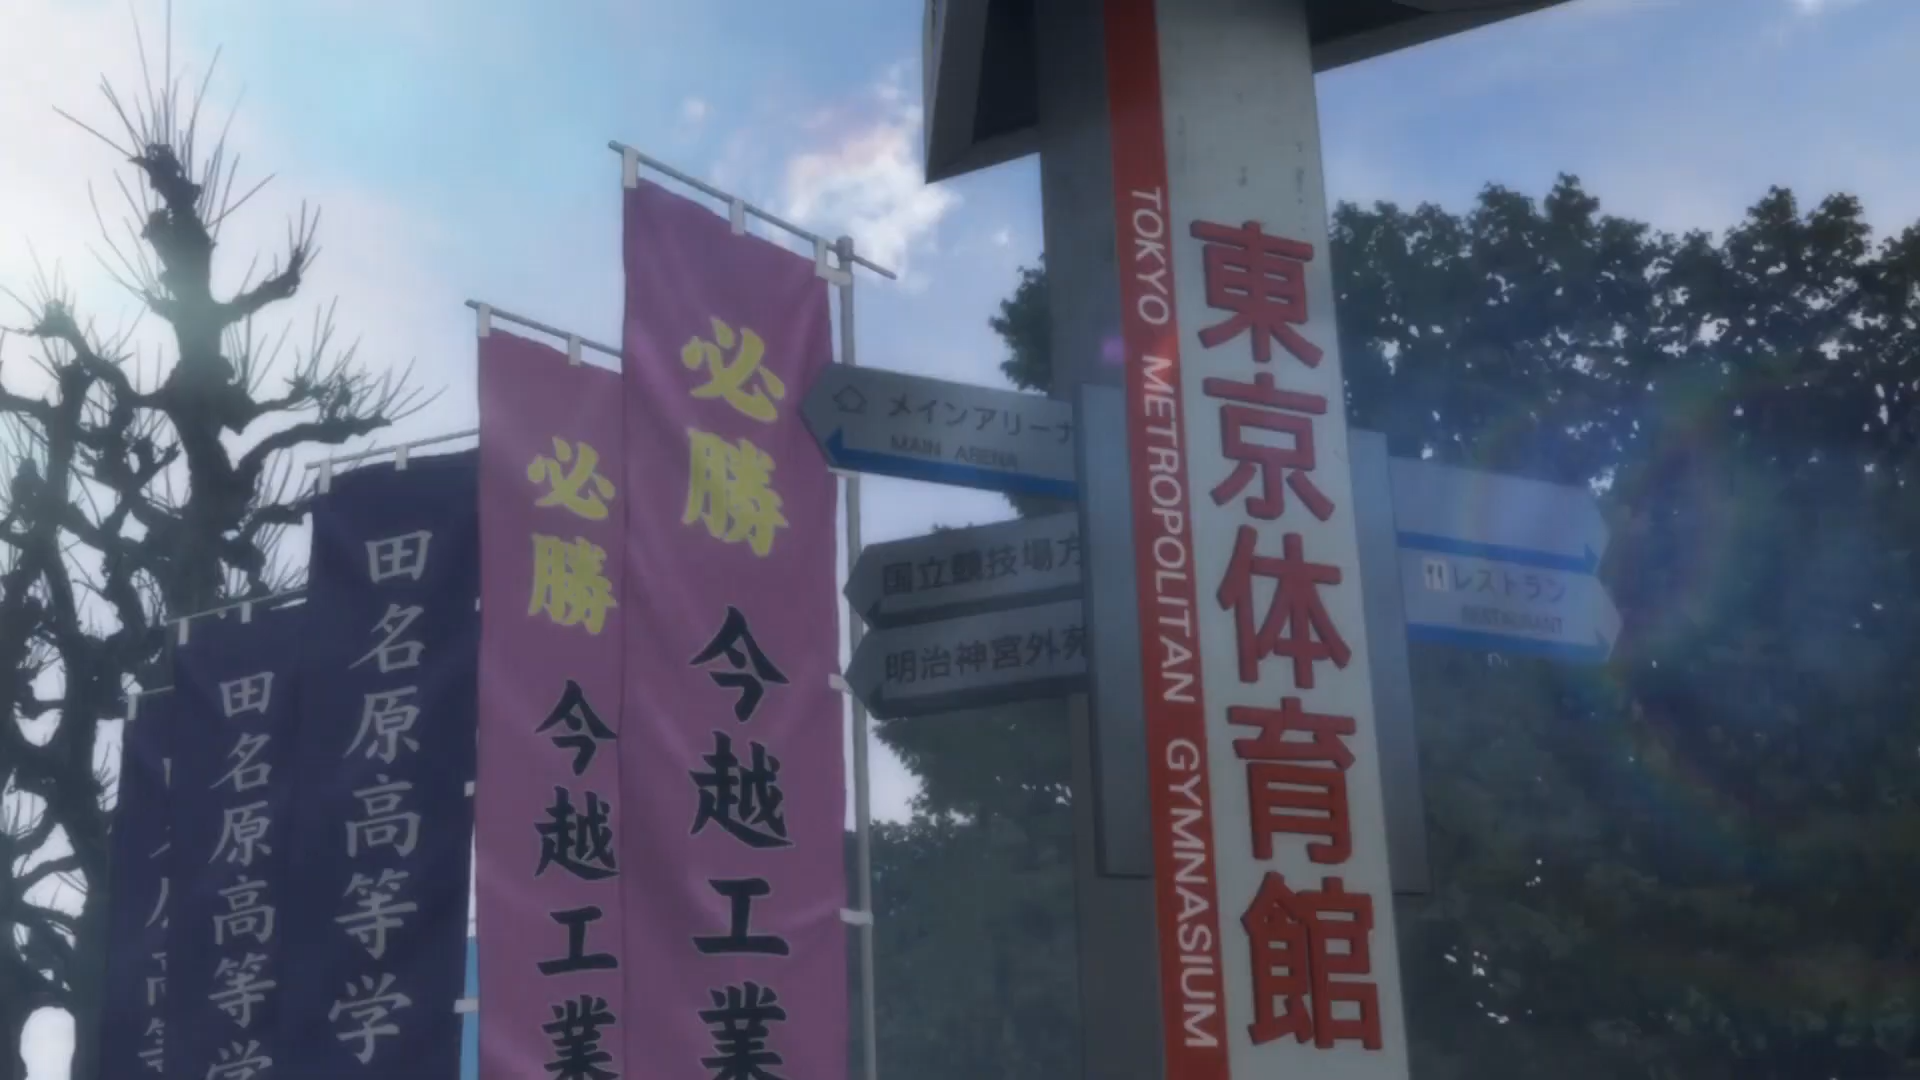 田名原高等学
田名原高等学
必勝 今越工業
必勝 今越工業
メインアリーナ
MAIN ARENA
国立競技場方
明治神宮外苑
TOKYO METROPOLITAN GYMNASIUM
東京体育館
レストラン
RESTAURANT